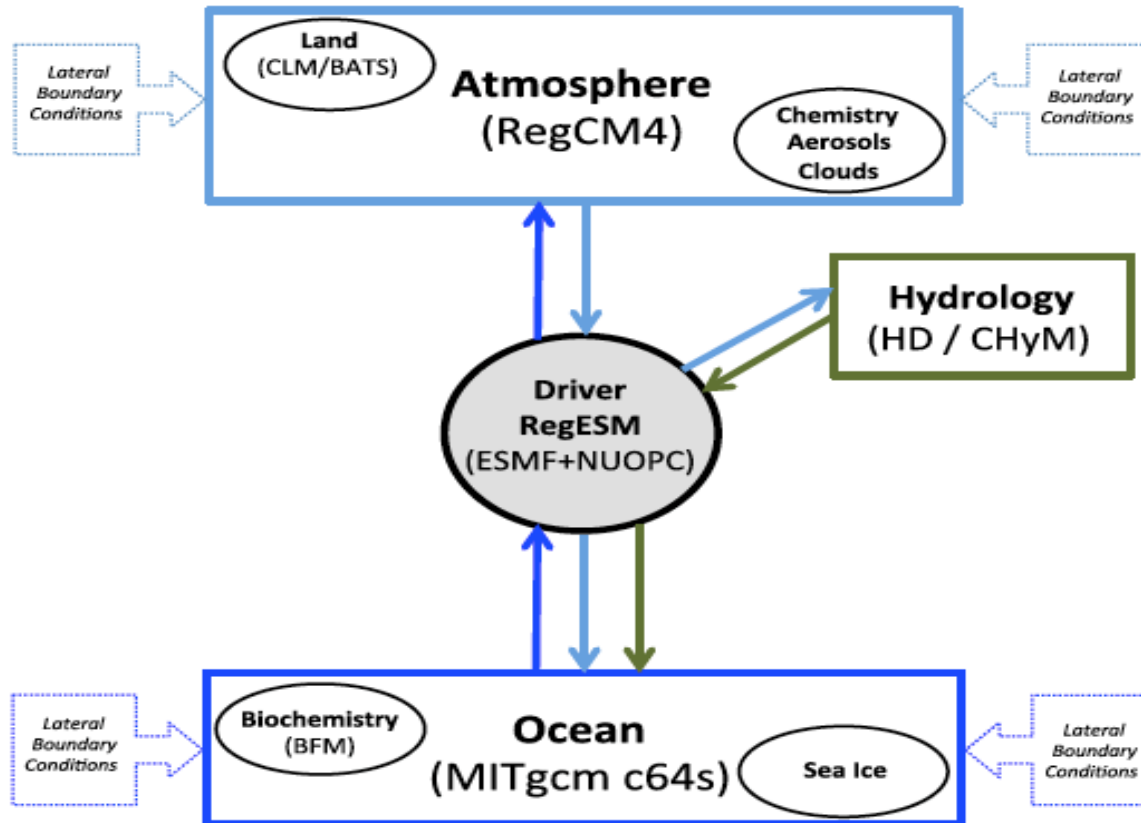 Land
(CLM/BATS)
Atmosphere
(RegCM4)
Chemistry
Aerosols
Clouds
Lateral
Boundary
Conditions
Lateral
Boundary
Conditions
Hydrology
(HD / CHyM)
Driver
RegESM
(ESMF+NUOPC)
Biochemistry
(BFM)
Ocean
(MITgcm c64s)
Sea Ice
Lateral
Boundary
Conditions
Lateral
Boundary
Conditions